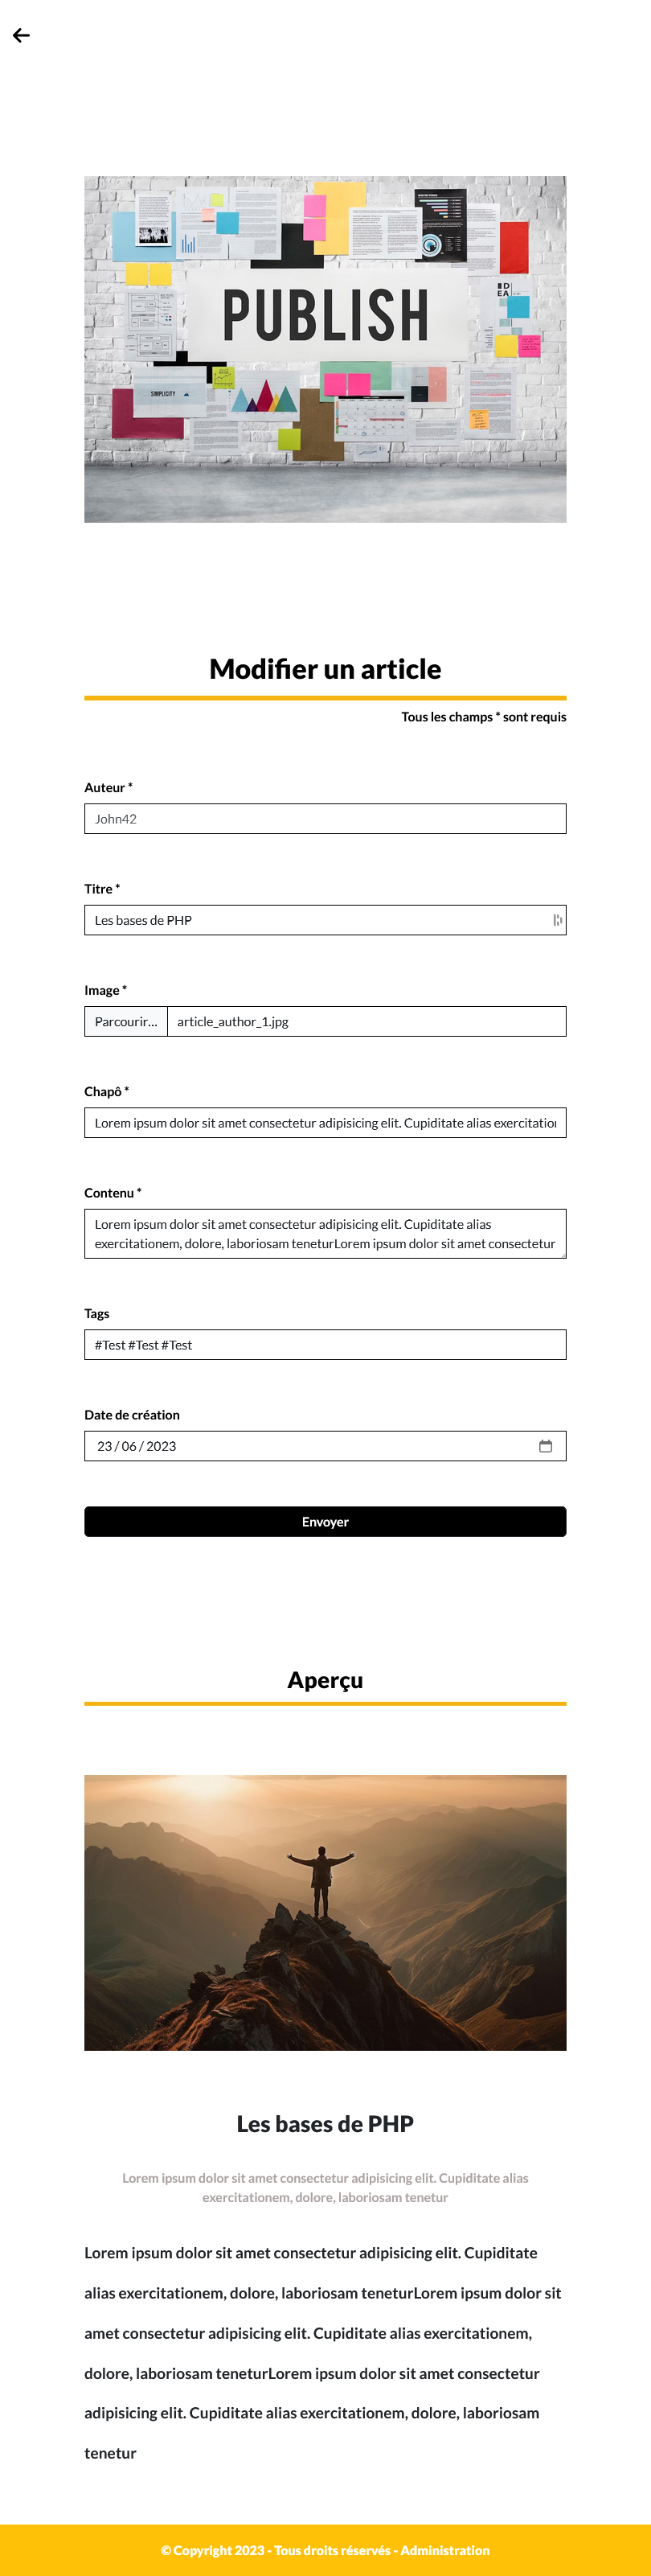 PUBLISH
IDEA
SIMPLICITY
Modifier un article
Tous les champs * sont requis
Auteur *
John42
Titre *
Les bases de PHP
Image *
Parcourir...
article_author_1.jpg
Chapô *
Lorem ipsum dolor sit amet consectetur adipisicing elit. Cupiditate alias exercitation
Contenu *
Lorem ipsum dolor sit amet consectetur adipisicing elit. Cupiditate alias
exercitationem, dolore, laboriosam teneturLorem ipsum dolor sit amet consectetur
Tags
#Test #Test #Test
Date de création
23 / 06 / 2023
Envoyer
Aperçu
Les bases de PHP
Lorem ipsum dolor sit amet consectetur adipisicing elit. Cupiditate alias
exercitationem, dolore, laboriosam tenetur
Lorem ipsum dolor sit amet consectetur adipisicing elit. Cupiditate
alias exercitationem, dolore, laboriosam teneturLorem ipsum dolor sit
amet consectetur adipisicing elit. Cupiditate alias exercitationem,
dolore, laboriosam teneturLorem ipsum dolor sit amet consectetur
adipisicing elit. Cupiditate alias exercitationem, dolore, laboriosam
tenetur
© Copyright 2023 - Tous droits réservés - Administration